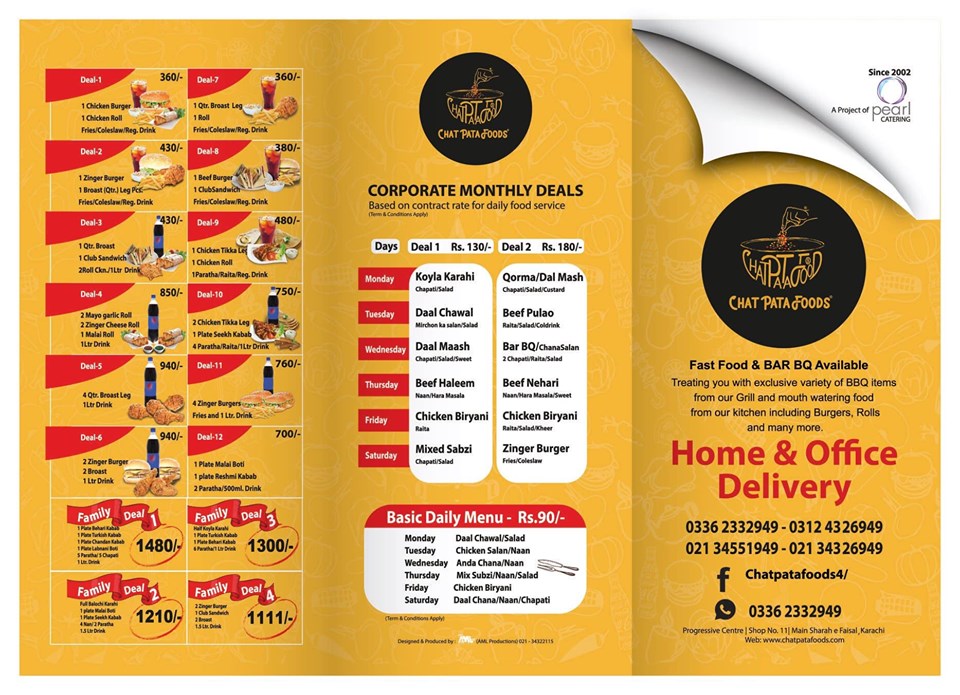 Deal-1 360/-
1 Chicken Burger
1 Chicken Roll
Fries/Coleslaw/Reg. Drink
Deal-7 360/-
1 Qtr. Broast Leg
1 Roll
Fries/Coleslaw/Reg. Drink
Deal-2 430/-
1 Zinger Burger
1 Broast (Qtr.) Leg Pcs.
Fries/Coleslaw/Reg. Drink
Deal-8 380/-
1 Beef Burger
1 ClubSandwich
Fries/Coleslaw/Reg. Drink
Deal-3 430/-
1 Qtr. Broast
1 Club Sandwich
2Roll Ckn./1Ltr Drink
Deal-9 480/-
1 Chicken Tikka Leg
1 Chicken Roll
1Paratha/Raita/Reg. Drink
Deal-4 850/-
2 Mayo garlic Roll
2 Zinger Cheese Roll
1 Malai Roll
1Ltr Drink
Deal-10 750/-
2 Chicken Tikka Leg
1 Plate Seekh Kabab
4 Paratha/Raita/1Ltr Drink
Deal-5 940/-
4 Qtr. Broast Leg
1Ltr Drink
Deal-11 760/-
4 Zinger Burgers
Fries and 1 Ltr. Drink
Deal-6 940/-
2 Zinger Burger
2 Broast
1 Ltr Drink
Deal-12 700/-
1 Plate Malai Boti
1 plate Reshmi Kabab
2 Paratha/500ml. Drink
Family Deal 1
1 Plate Behari Kabab
1 Plate Turkish Kabab
1 Plate Chandan Kabab
1 Plate Labnani Boti
5 Paratha/ 5 Chapati
1 Ltr. Drink
1480/-
Family Deal 3
Half Koyla Karahi
1 Plate Turkish Kabab
1 Plate Behari Kabab
6 Paratha/1 Ltr Drink
1300/-
Family Deal 2
Full Balochi Karahi
1 plate Malai Boti
1 Plate Seekh Kabab
4 Nan/ 2 Paratha
1.5 Ltr Drink
1210/-
Family Deal 4
2 Zinger Burger
1 Club Sandwich
2 Broast
1.5 Ltr. Drink
1111/-
CHATPATAFOOD
CHAT PATA FOODS
CORPORATE MONTHLY DEALS
Based on contract rate for daily food service
(Term & Conditions Apply)
Days Deal 1 Rs. 130/- Deal 2 Rs. 180/-
Monday Koyla Karahi Qorma/Dal Mash
Chapati/Salad Chapati/Salad/Custard
Tuesday Daal Chawal Beef Pulao
Mirchon ka salan/Salad Raita/Salad/Coldrink
Wednesday Daal Maash Bar BQ/ChanaSalan
Chapati/Salad/Sweet 2 Chapati/Raita/Salad
Thursday Beef Haleem Beef Nehari
Naan/Hara Masala Naan/Hara Masala/Sweet
Friday Chicken Biryani Chicken Biryani
Raita Raita/Salad/Kheer
Saturday Mixed Sabzi Zinger Burger
Chapati/Salad Fries/Coleslaw
Basic Daily Menu - Rs.90/-
Monday Daal Chawal/Salad
Tuesday Chicken Salan/Naan
Wednesday Anda Chana/Naan
Thursday Mix Subzi/Naan/Salad
Friday Chicken Biryani
Saturday Daal Chana/Naan/Chapati
(Term & Conditions Apply)
Designed & Produced by : (AML Productions) 021 - 34322115
Since 2002
A Project of pearl
CATERING
CHATPATAFOOD
CHAT PATA FOODS
Fast Food & BAR BQ Available
Treating you with exclusive variety of BBQ items
from our Grill and mouth watering food
from our kitchen including Burgers, Rolls
and many more.
Home & Office
Delivery
0336 2332949 - 0312 4326949
021 34551949 - 021 34326949
Chatpatafoods4/
0336 2332949
Progressive Centre| Shop No. 11| Main Sharah e Faisal, Karachi
Web: www.chatpatafoods.com